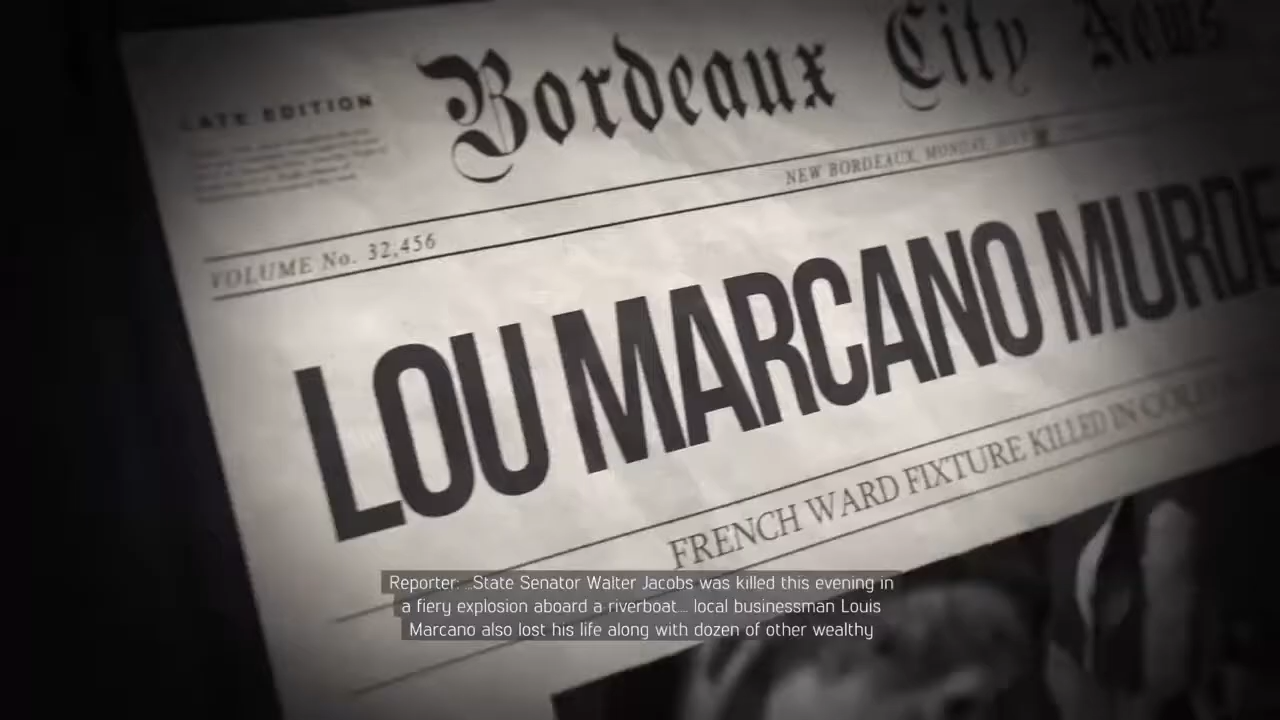 Bordeaux City News
LATE EDITION
NEW BORDEAUX, MONDAY,
VOLUME No. 32,456
LOU MARCANO MURDE
FRENCH WARD FIXTURE KILLED IN
Reporter: ...State Senator Walter Jacobs was killed this evening in
a fiery explosion aboard a riverboat... local businessman Louis
Marcano also lost his life along with dozen of other wealthy